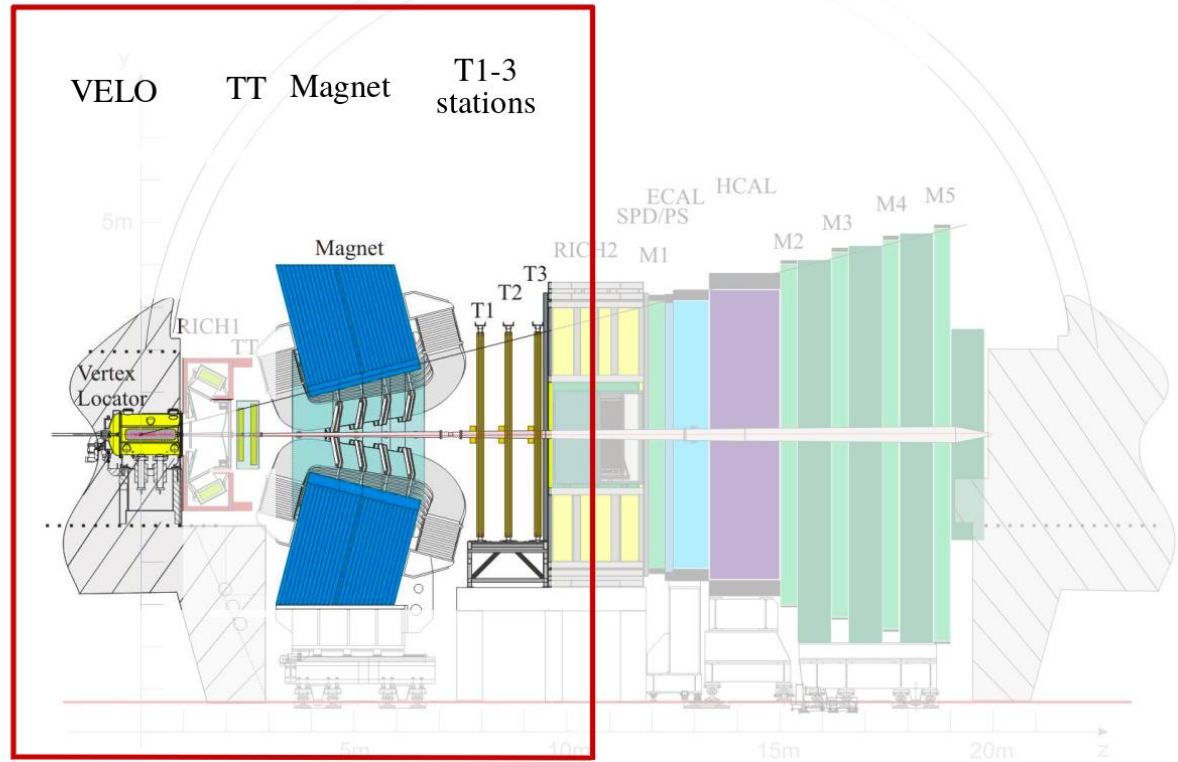 VELO
TT
Magnet
T1-3
stations
y
5m
Magnet
RICH1
TT
Vertex
Locator
T1
T2
T3
RICH2
SPD/PS
ECAL
HCAL
M1
M2
M3
M4
M5
5m
10m
15m
20m
z